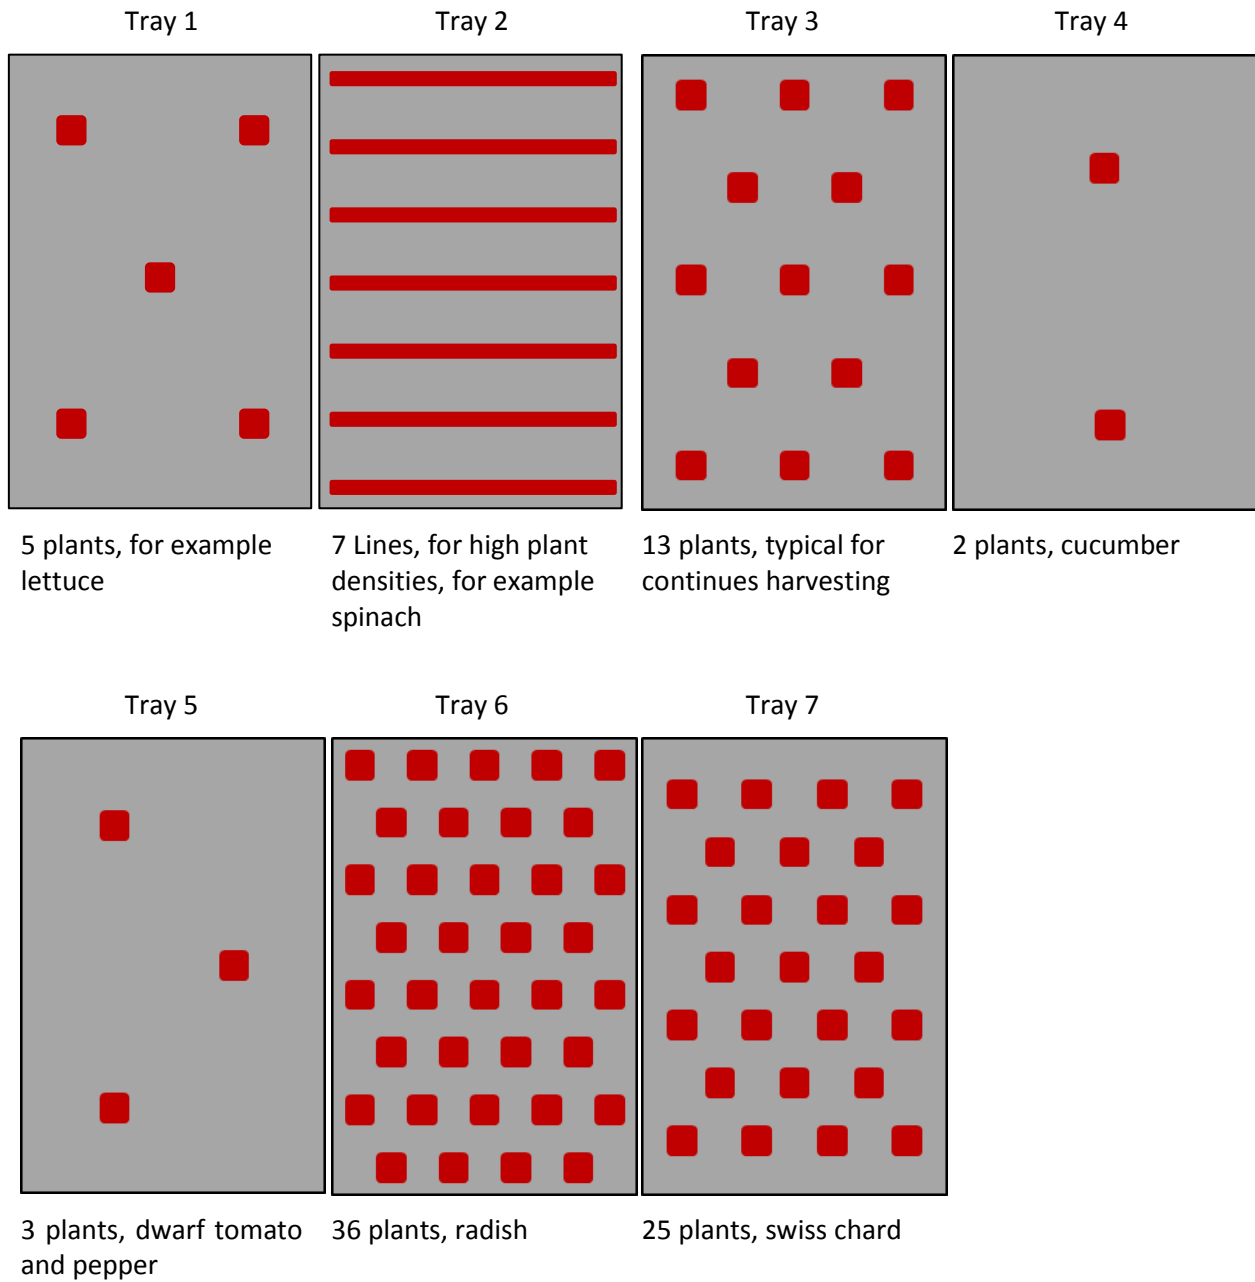 Tray 1
Tray 2
Tray 3
Tray 4
5 plants, for example
lettuce
7 Lines, for high plant
densities, for example
spinach
13 plants, typical for
continues harvesting
2 plants, cucumber
Tray 5
Tray 6
Tray 7
3 plants, dwarf tomato
and pepper
36 plants, radish
25 plants, swiss chard